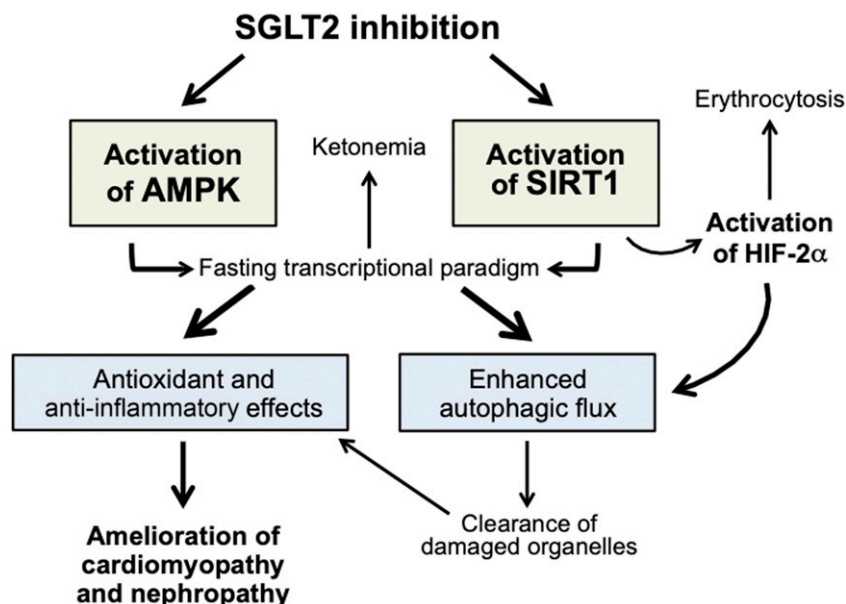 SGLT2 inhibition
Erythrocytosis
Activation
of AMPK
Ketonemia
Activation
of SIRT1
Activation
of HIF-2α
Fasting transcriptional paradigm
Antioxidant and
anti-inflammatory effects
Enhanced
autophagic flux
Clearance of
damaged organelles
Amelioration of
cardiomyopathy
and nephropathy